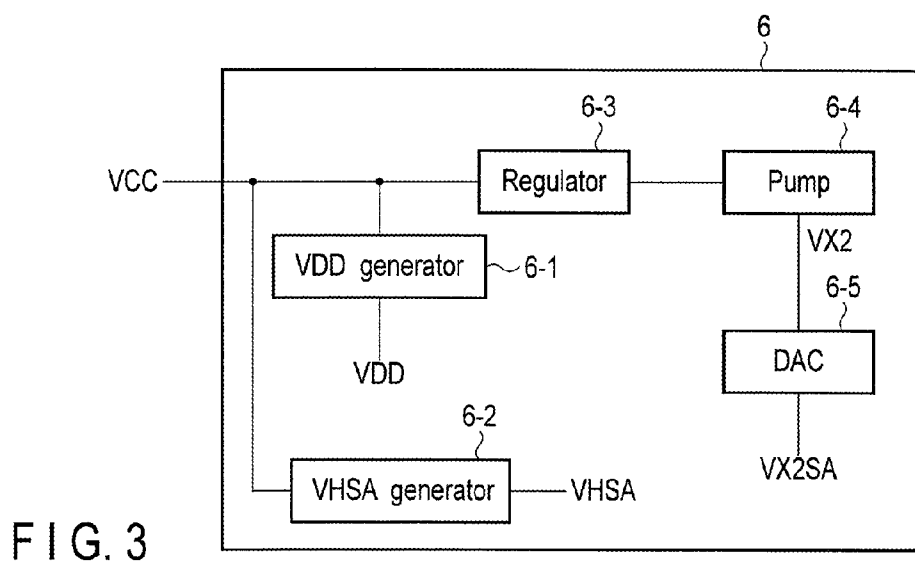 6
6-3
6-4
VCC
Regulator
Pump
VX2
VDD generator
6-1
6-5
VDD
DAC
6-2
VX2SA
VHSA generator
VHSA
FIG. 3